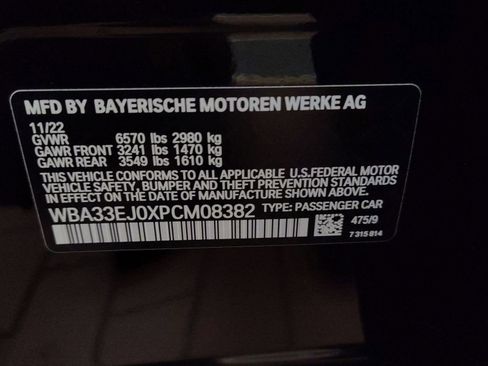 MFD BY BAYERISCHE MOTOREN WERKE AG
11/22
GVWR 6570 lbs 2980 kg
GAWR FRONT 3241 lbs 1470 kg
GAWR REAR 3549 lbs 1610 kg
THIS VEHICLE CONFORMS TO ALL APPLICABLE U.S.FEDERAL MOTOR
VEHICLE SAFETY, BUMPER AND THEFT PREVENTION STANDARDS
IN EFFECT ON THE DATE OF MANUFACTURE SHOWN ABOVE.
WBA33EJ0XPCM08382 TYPE: PASSENGER CAR
475/9
7 315 814